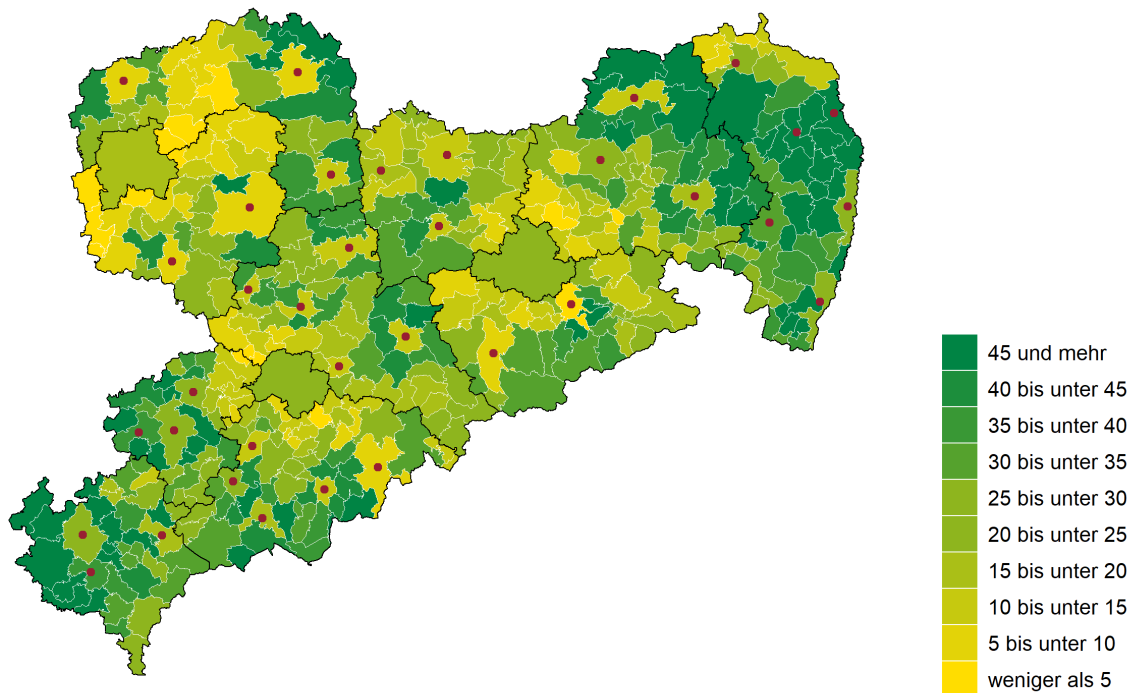 45 und mehr
40 bis unter 45
35 bis unter 40
30 bis unter 35
25 bis unter 30
20 bis unter 25
15 bis unter 20
10 bis unter 15
5 bis unter 10
weniger als 5